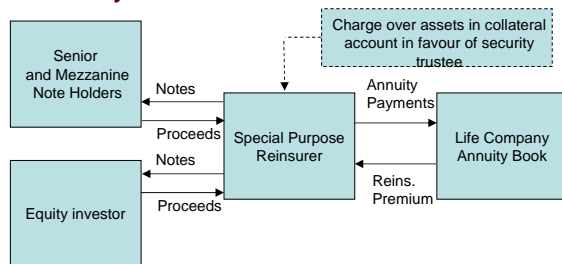 Charge over assets in collateral
account in favour of security
trustee
Senior
and Mezzanine
Note Holders
Notes
Proceeds
Special Purpose
Reinsurer
Annuity
Payments
Reins.
Premium
Life Company
Annuity Book
Equity investor
Notes
Proceeds